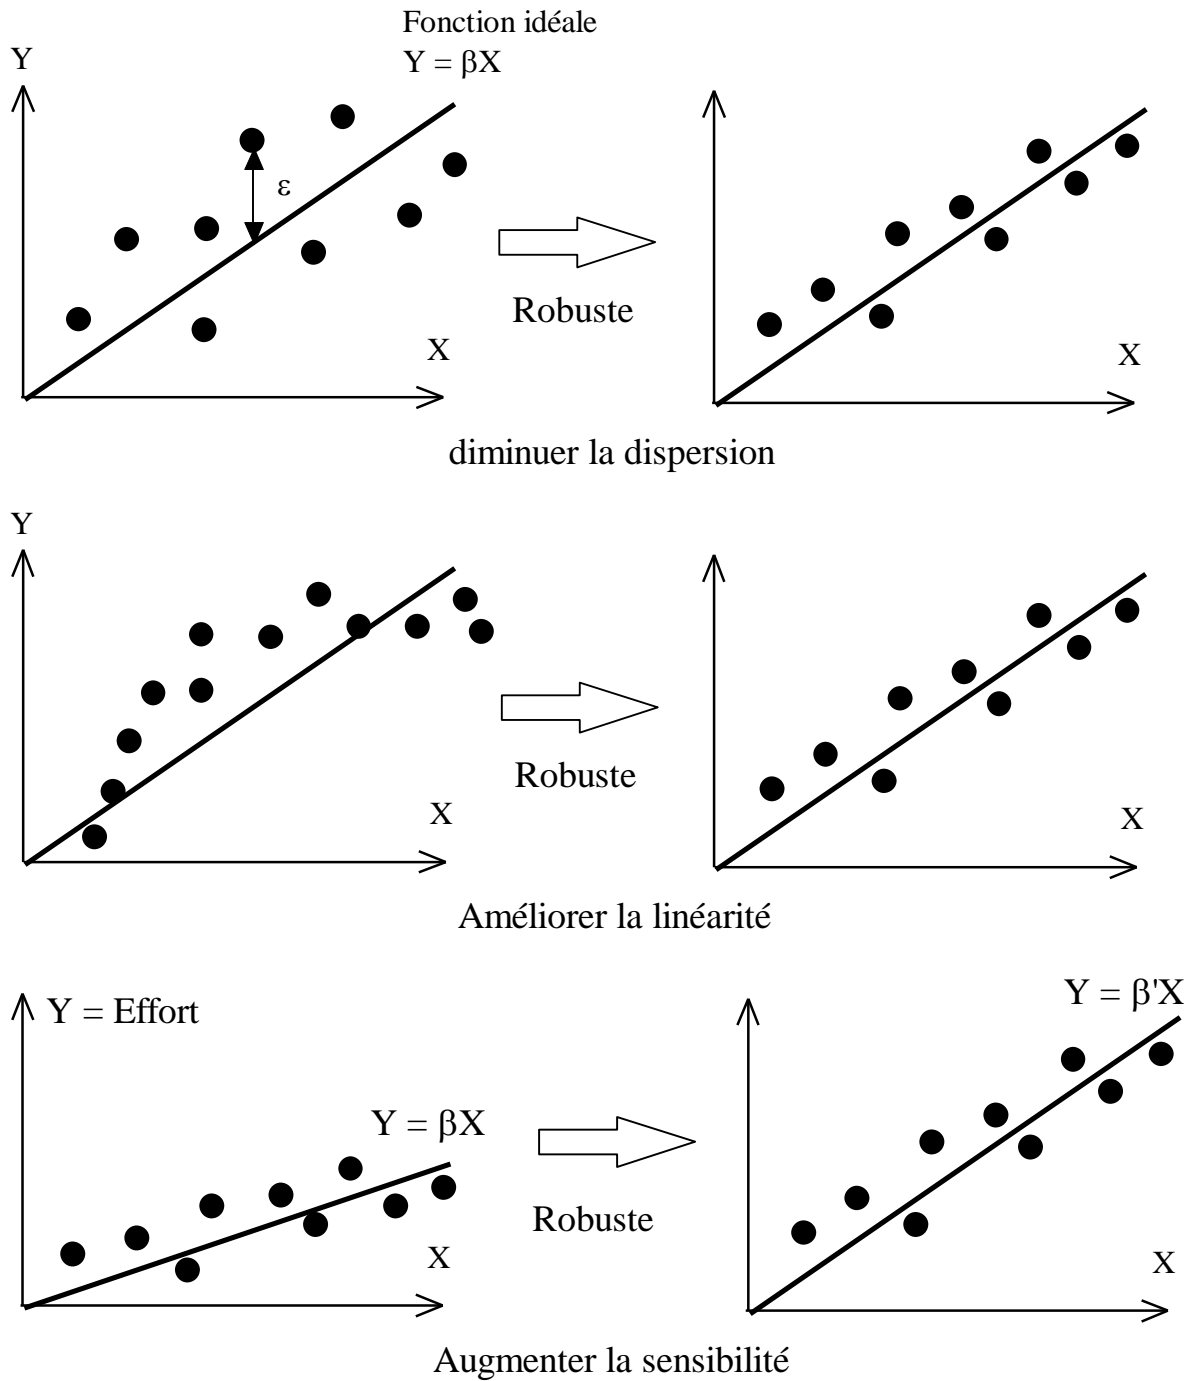 Fonction idéale
Y = βX
Y
ε
Robuste
X
X
diminuer la dispersion
Y
Robuste
X
X
Améliorer la linéarité
Y = Effort
Y = β'X
Y = βX
Robuste
X
X
Augmenter la sensibilité